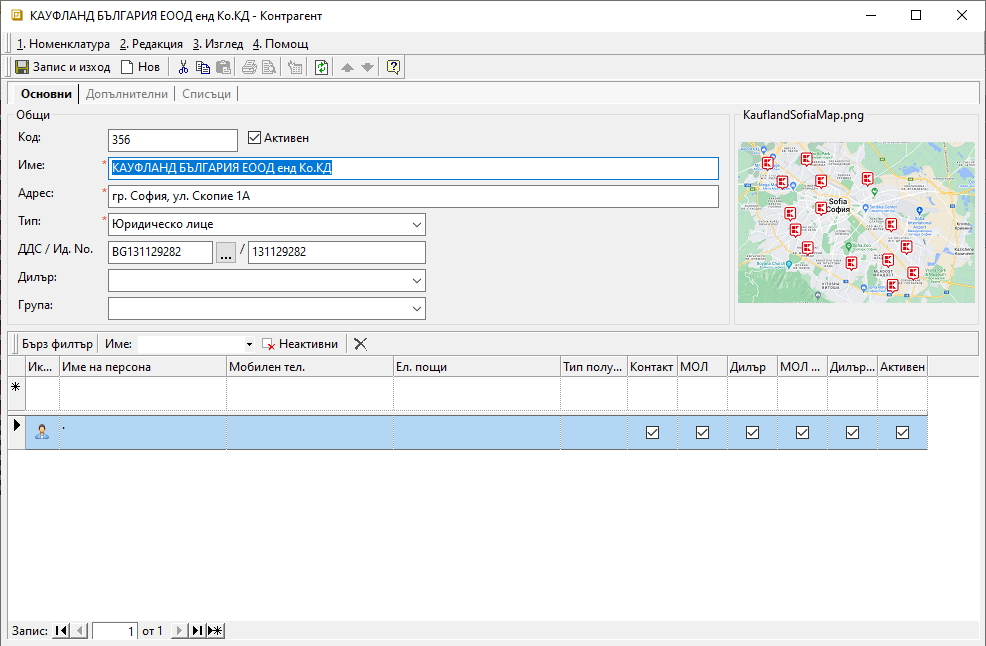 КАУФЛАНД БЪЛГАРИЯ ЕООД енд Ко.КД - Контрагент
1. Номенклатура 2. Редакция 3. Изглед 4. Помощ
Запис и изход Нов
Основни Допълнителни Списъци
Общи
Код: 356 Активен
Име: * КАУФЛАНД БЪЛГАРИЯ ЕООД енд Ко.КД
Адрес: * гр. София, ул. Скопие 1А
Тип: * Юридическо лице
ДДС / Ид. No. BG131129282 ... / 131129282
Дилър:
Група:
KauflandSofiaMap.png
Sofia
София
Бърз филтър Име: Неактивни
Ик... Име на персона Мобилен тел. Ел. пощи Тип полу... Контакт МОЛ Дилър МОЛ ... Дилър... Активен
.
Запис: 1 от 1